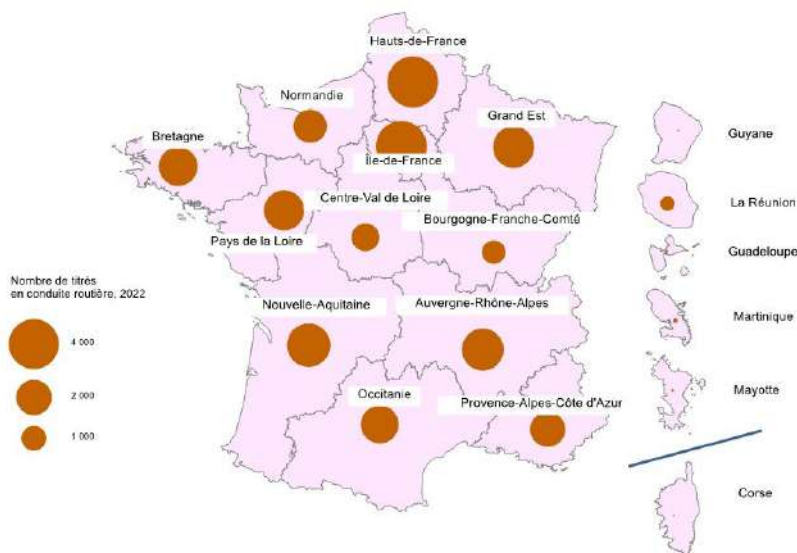 Hauts-de-France
Normandie
Grand Est
Bretagne
Île-de-France
Guyane
Centre-Val de Loire
La Réunion
Bourgogne-Franche-Comté
Pays de la Loire
Guadeloupe
Nombre de titrés
en conduite routière, 2022
Nouvelle-Aquitaine
Auvergne-Rhône-Alpes
Martinique
4 000
2 000
1 000
Occitanie
Provence-Alpes-Côte d'Azur
Mayotte
Corse